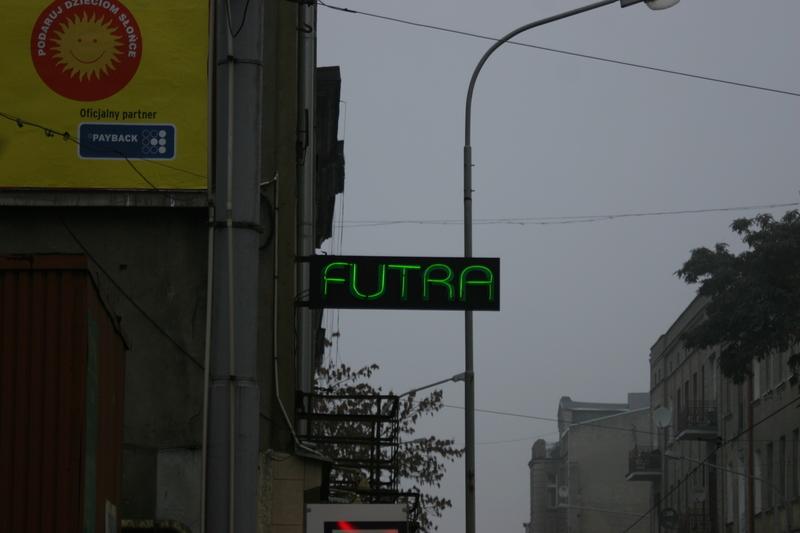 PODARUJ DZIECIOM SŁOŃCE
Oficjalny partner
PAYBACK
FUTRA